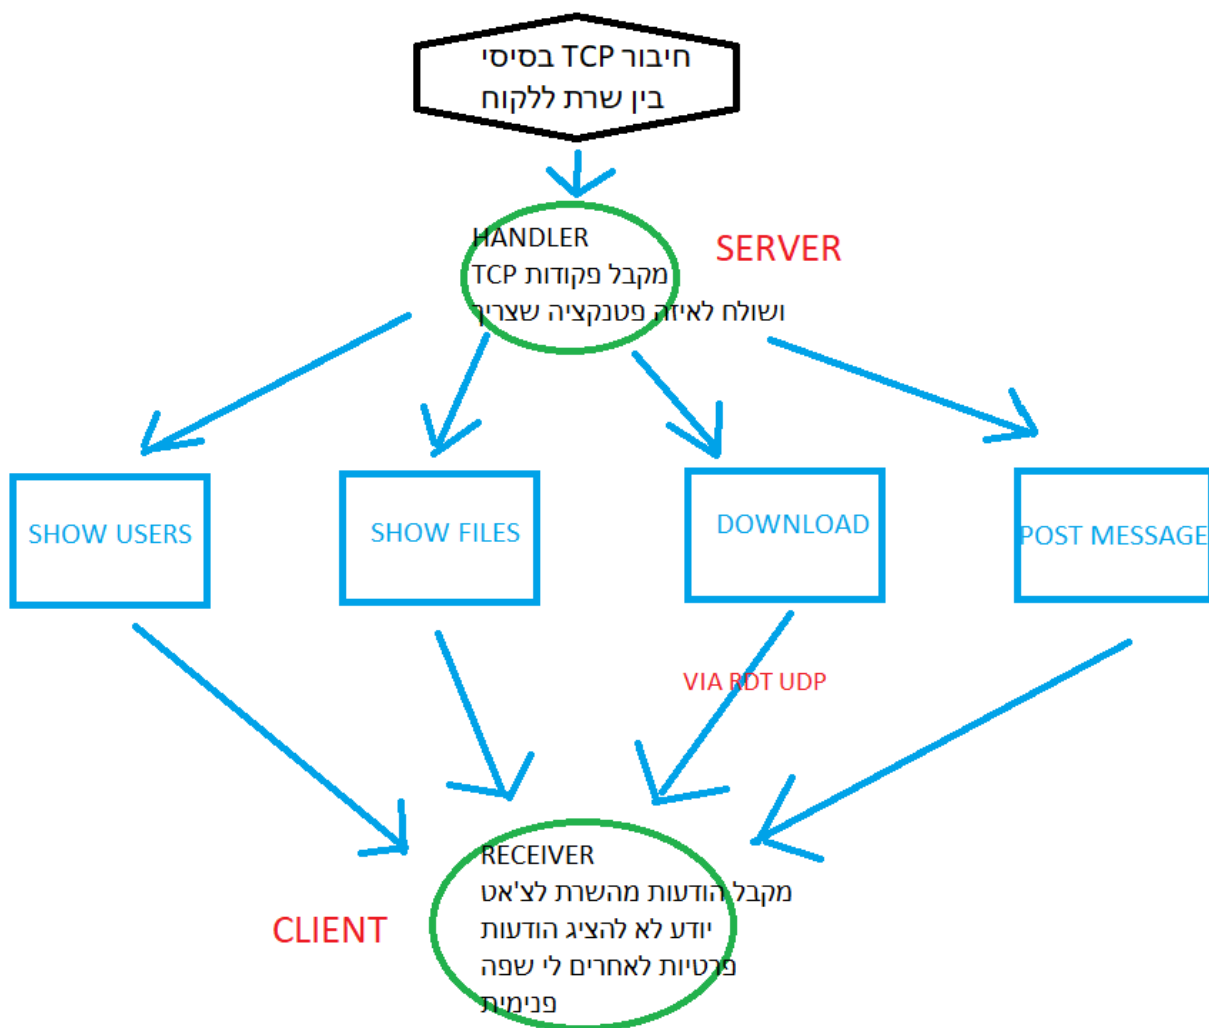 חיבור TCP בסיסי
בין שרת ללקוח
HANDLER
מקבל פקודות TCP
ושולח לאיזה פטנקציה שצריך
SERVER
SHOW USERS
SHOW FILES
DOWNLOAD
POST MESSAGE
VIA RDT UDP
RECEIVER
מקבל הודעות מהשרת לצ'אט
יודע לא להציג הודעות
פרטיות לאחרים לי שפה
פנימית
CLIENT